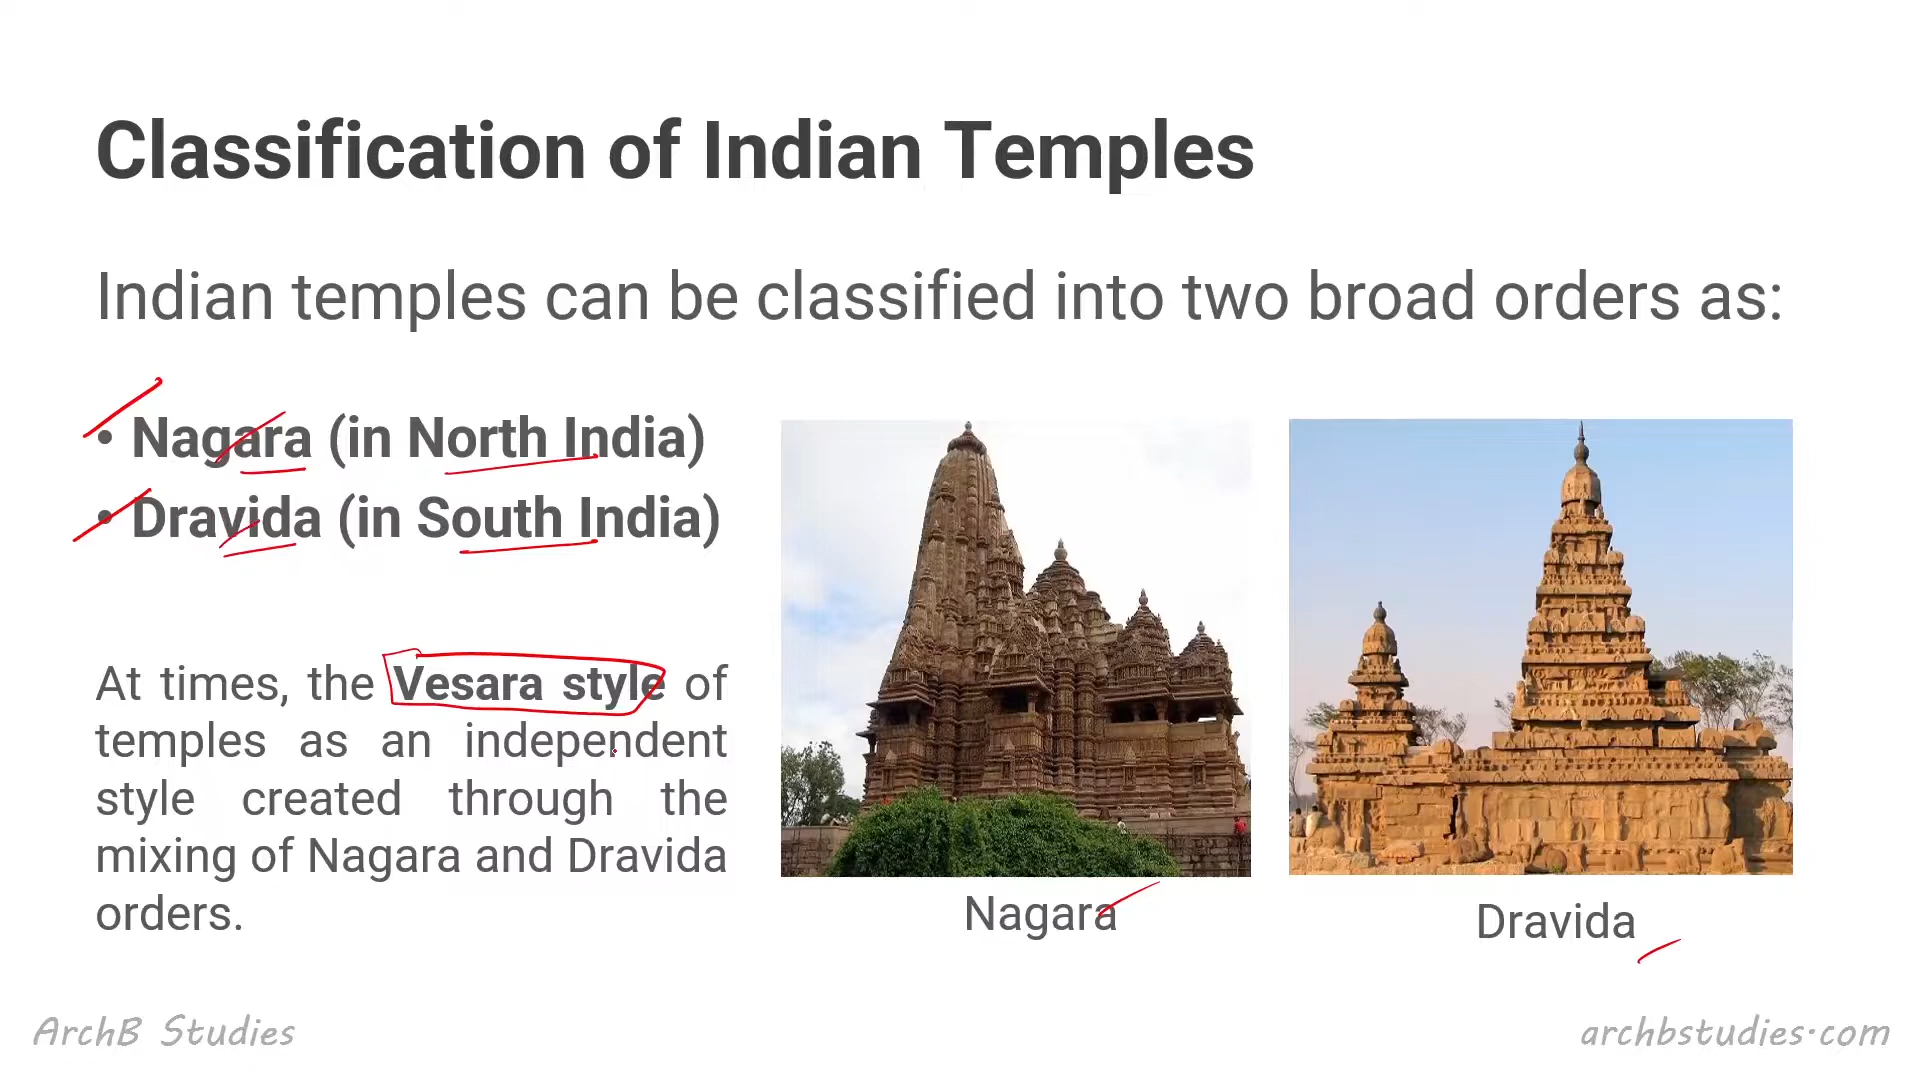 Classification of Indian Temples
Indian temples can be classified into two broad orders as:
• Nagara (in North India)
• Dravida (in South India)
At times, the Vesara style of
temples as an independent
style created through the
mixing of Nagara and Dravida
orders.
Nagara
Dravida
ArchB Studies
archbstudies.com